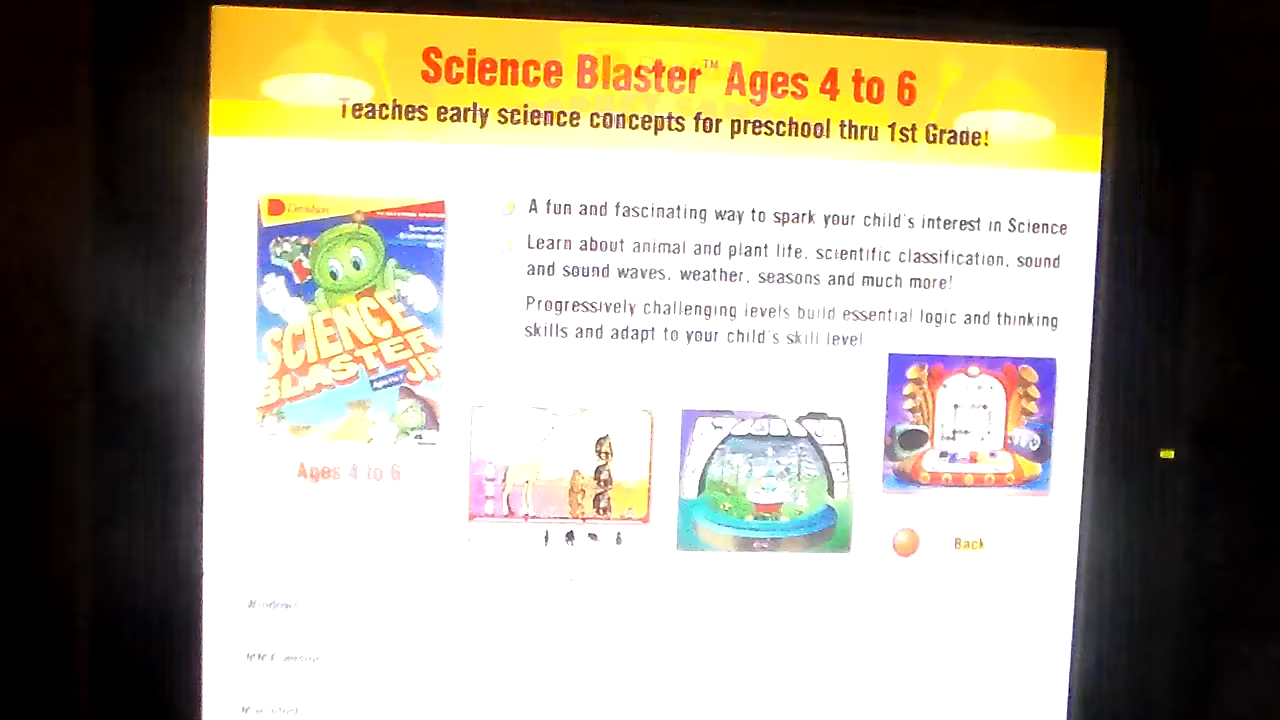 Science Blaster™ Ages 4 to 6
Teaches early science concepts for preschool thru 1st Grade!
Davidson
A fun and fascinating way to spark your child's interest in Science
Learn about animal and plant life, scientific classification, sound
and sound waves, weather, seasons and much more!
Progressively challenging levels build essential logic and thinking
skills and adapt to your child's skill level
SCIENCE
BLASTER
JR
Ages 4 to 6
Back